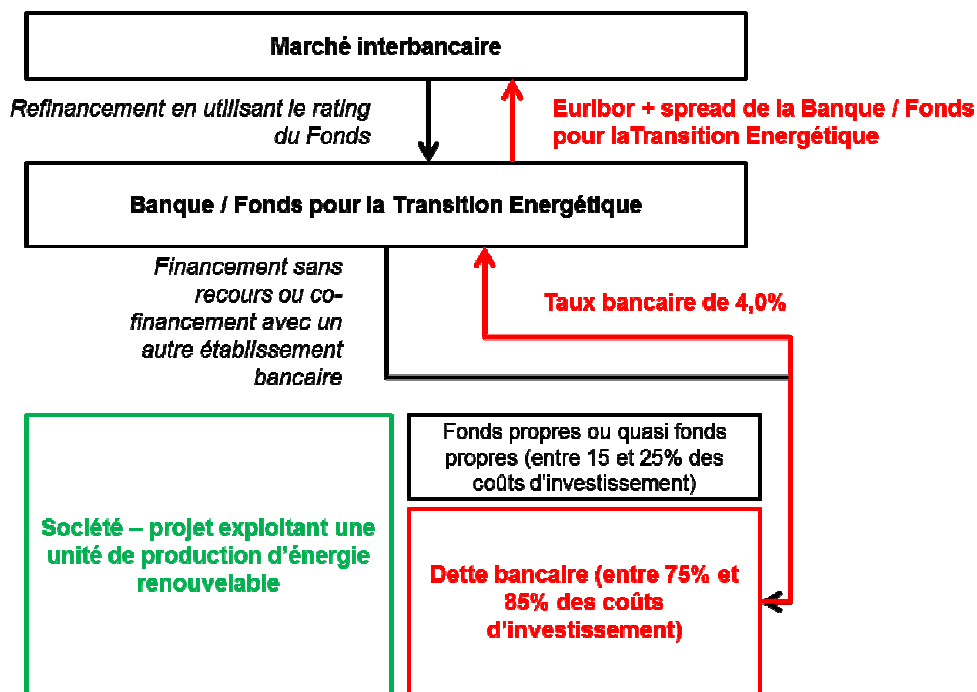 Marché interbancaire
Refinancement en utilisant le rating
du Fonds
Euribor + spread de la Banque / Fonds
pour laTransition Energétique
Banque / Fonds pour la Transition Energétique
Financement sans
recours ou co-
financement avec un
autre établissement
bancaire
Taux bancaire de 4,0%
Fonds propres ou quasi fonds
propres (entre 15 et 25% des
coûts d'investissement)
Société – projet exploitant une
unité de production d'énergie
renouvelable
Dette bancaire (entre 75% et
85% des coûts
d'investissement)